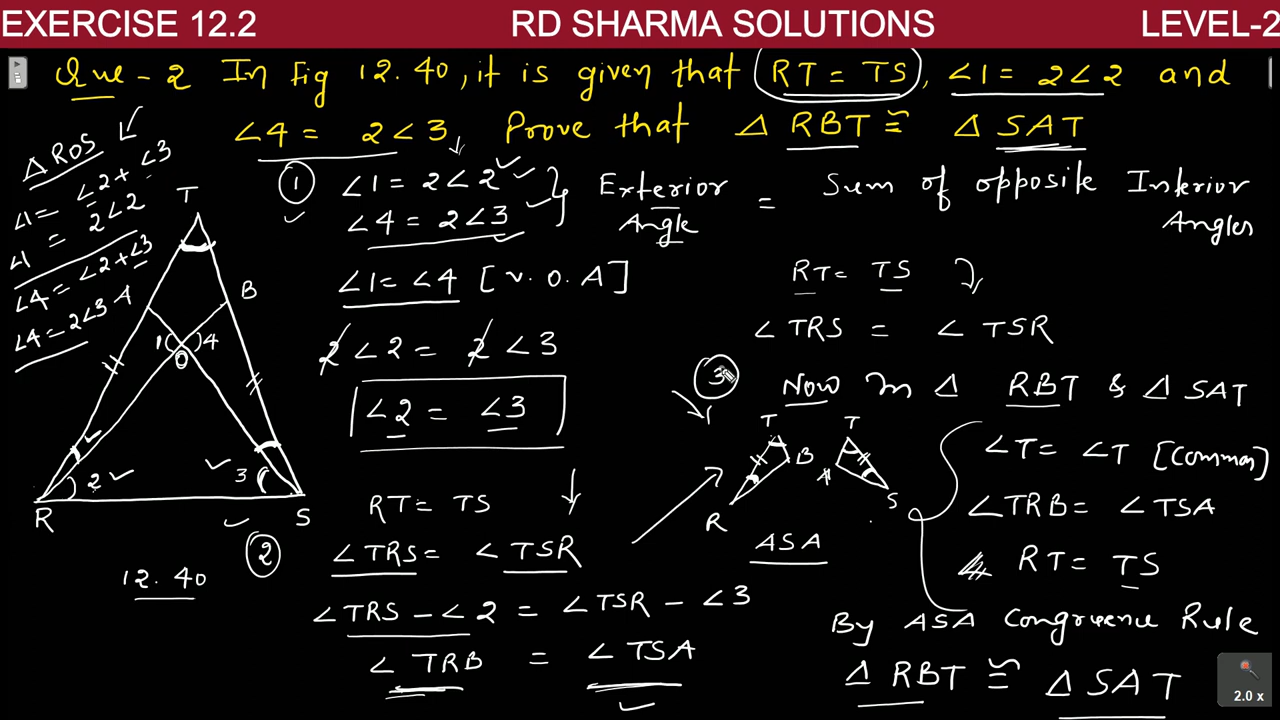 EXERCISE 12.2 RD SHARMA SOLUTIONS LEVEL-2
Que - 2 In Fig 12.40, it is given that RT = TS, ∠1 = 2∠2 and
∠4 = 2∠3, Prove that Δ RBT ≅ Δ SAT
Δ ROS
∠1 = ∠2 + ∠3
∠1 = 2∠2
∠4 = ∠2 + ∠3
∠4 = 2∠3
T
A
B
1
4
O
2
3
R
S
12.40
1
∠1 = 2∠2
∠4 = 2∠3
Exterior Angle = Sum of opposite Interior Angles
∠1 = ∠4 [V.O.A]
2∠2 = 2∠3
∠2 = ∠3
2
RT = TS
∠TRS = ∠TSR
∠TRS - ∠2 = ∠TSR - ∠3
∠TRB = ∠TSA
RT = TS
∠TRS = ∠TSR
3
Now In Δ RBT & Δ SAT
T
B
R
T
A
S
ASA
∠T = ∠T [Common]
∠TRB = ∠TSA
RT = TS
By ASA Congruence Rule
Δ RBT ≅ Δ SAT
2.0 x